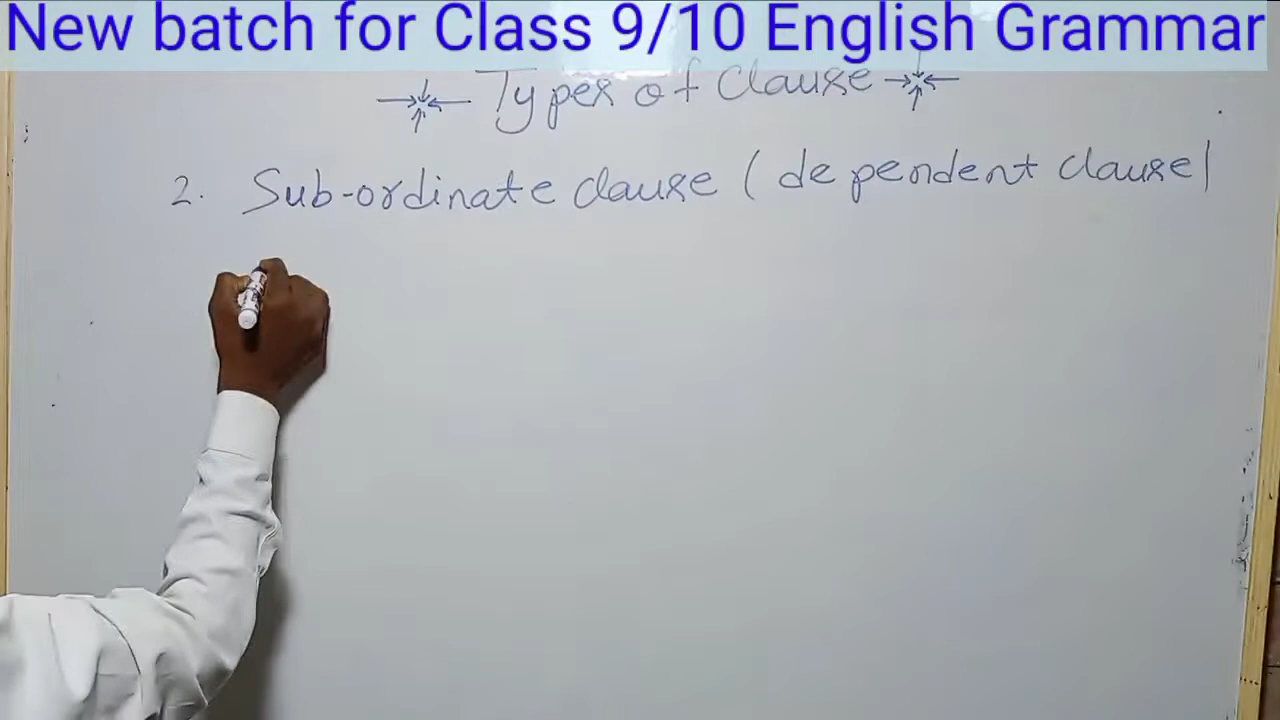 New batch for Class 9/10 English Grammar
Types of Clause
2. Sub-ordinate clause (dependent clause)